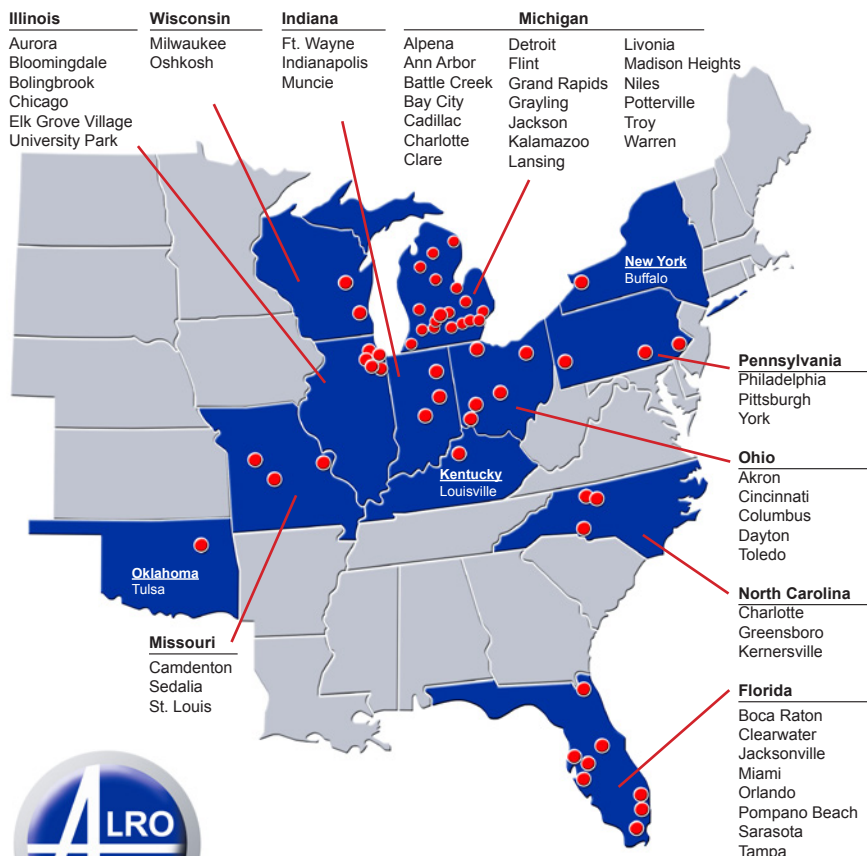 Illinois
Aurora
Bloomingdale
Bolingbrook
Chicago
Elk Grove Village
University Park
Wisconsin
Milwaukee
Oshkosh
Indiana
Ft. Wayne
Indianapolis
Muncie
Michigan
Alpena
Ann Arbor
Battle Creek
Bay City
Cadillac
Charlotte
Clare
Detroit
Flint
Grand Rapids
Grayling
Jackson
Kalamazoo
Lansing
Livonia
Madison Heights
Niles
Potterville
Troy
Warren
New York
Buffalo
Pennsylvania
Philadelphia
Pittsburgh
York
Ohio
Akron
Cincinnati
Columbus
Dayton
Toledo
Kentucky
Louisville
Oklahoma
Tulsa
North Carolina
Charlotte
Greensboro
Kernersville
Missouri
Camdenton
Sedalia
St. Louis
Florida
Boca Raton
Clearwater
Jacksonville
Miami
Orlando
Pompano Beach
Sarasota
Tampa
ALRO